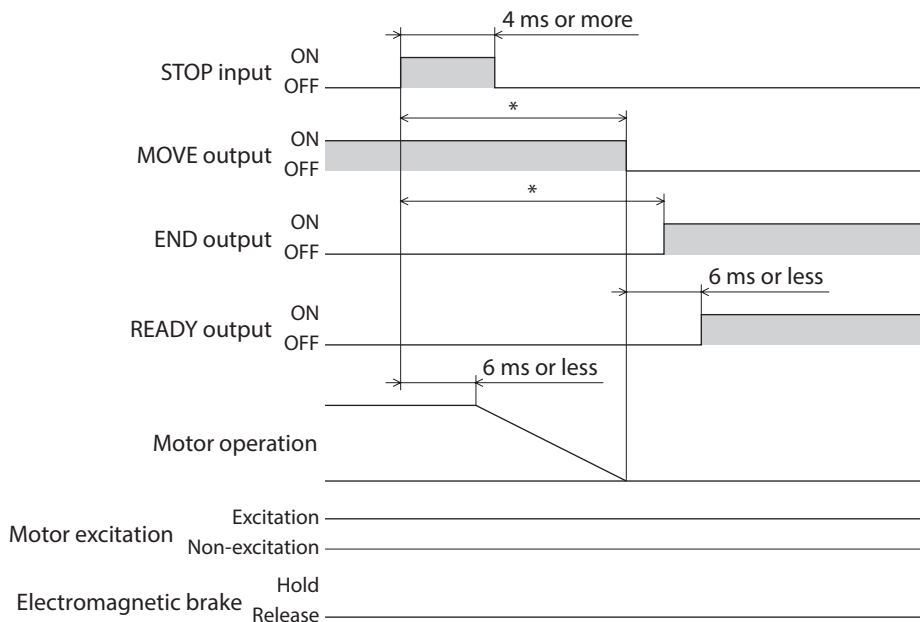 4 ms or more
STOP input
ON
OFF
*
MOVE output
ON
OFF
*
END output
ON
OFF
6 ms or less
READY output
ON
OFF
6 ms or less
Motor operation
Motor excitation
Excitation
Non-excitation
Electromagnetic brake
Hold
Release